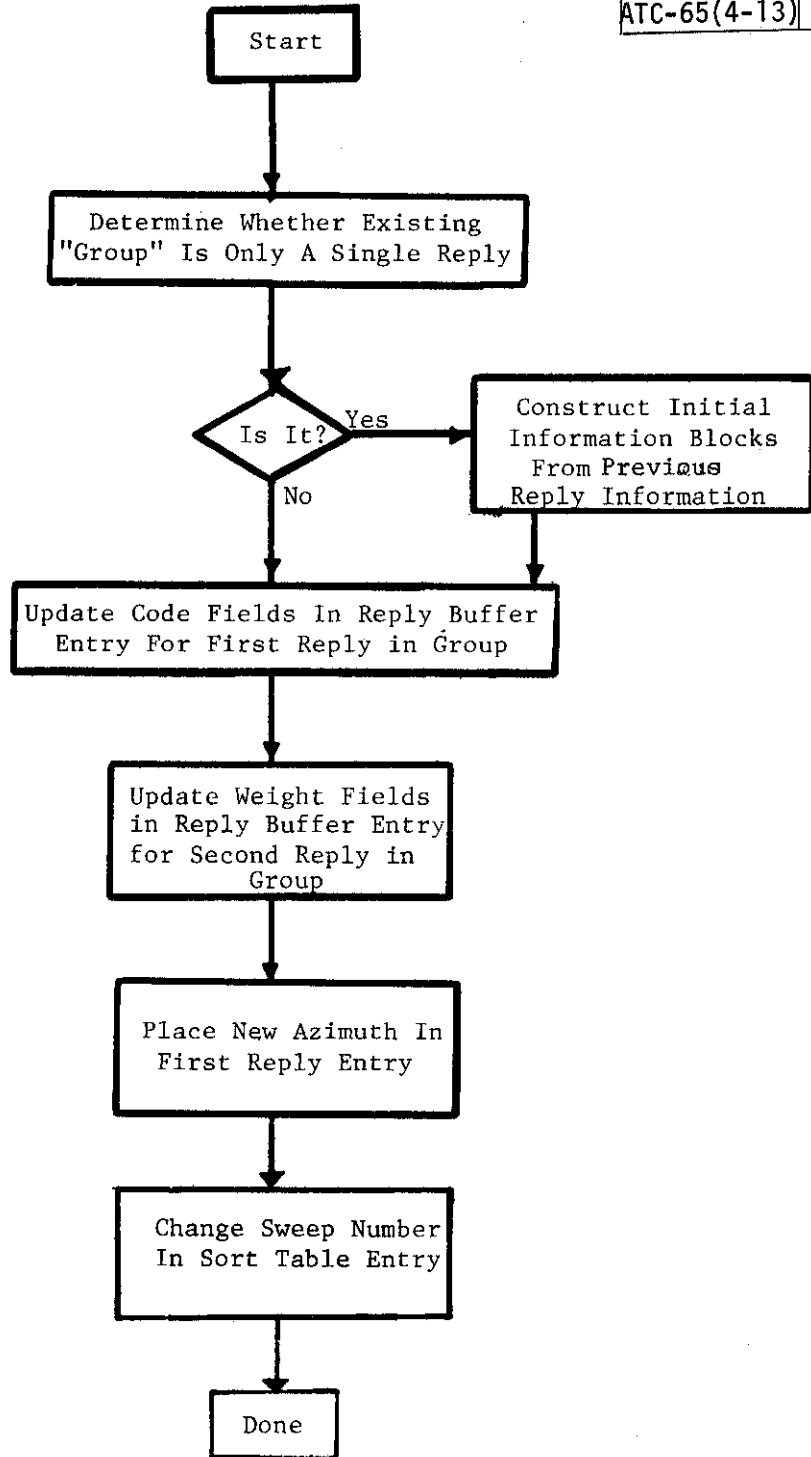 ATC-65(4-13)
Start
Determine Whether Existing
"Group" Is Only A Single Reply
Is It?
Yes
No
Construct Initial
Information Blocks
From Previous
Reply Information
Update Code Fields In Reply Buffer
Entry For First Reply in Group
Update Weight Fields
in Reply Buffer Entry
for Second Reply in
Group
Place New Azimuth In
First Reply Entry
Change Sweep Number
In Sort Table Entry
Done